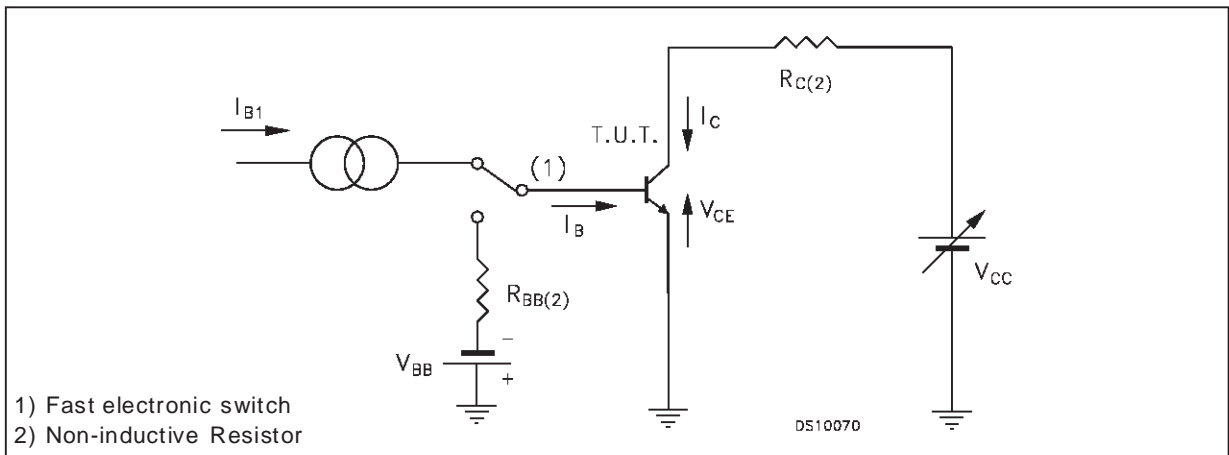 I_B1
R_C(2)
I_C
T.U.T.
(1)
I_B
V_CE
V_CC
R_BB(2)
−
V_BB
+
1) Fast electronic switch
2) Non-inductive Resistor
DS10070